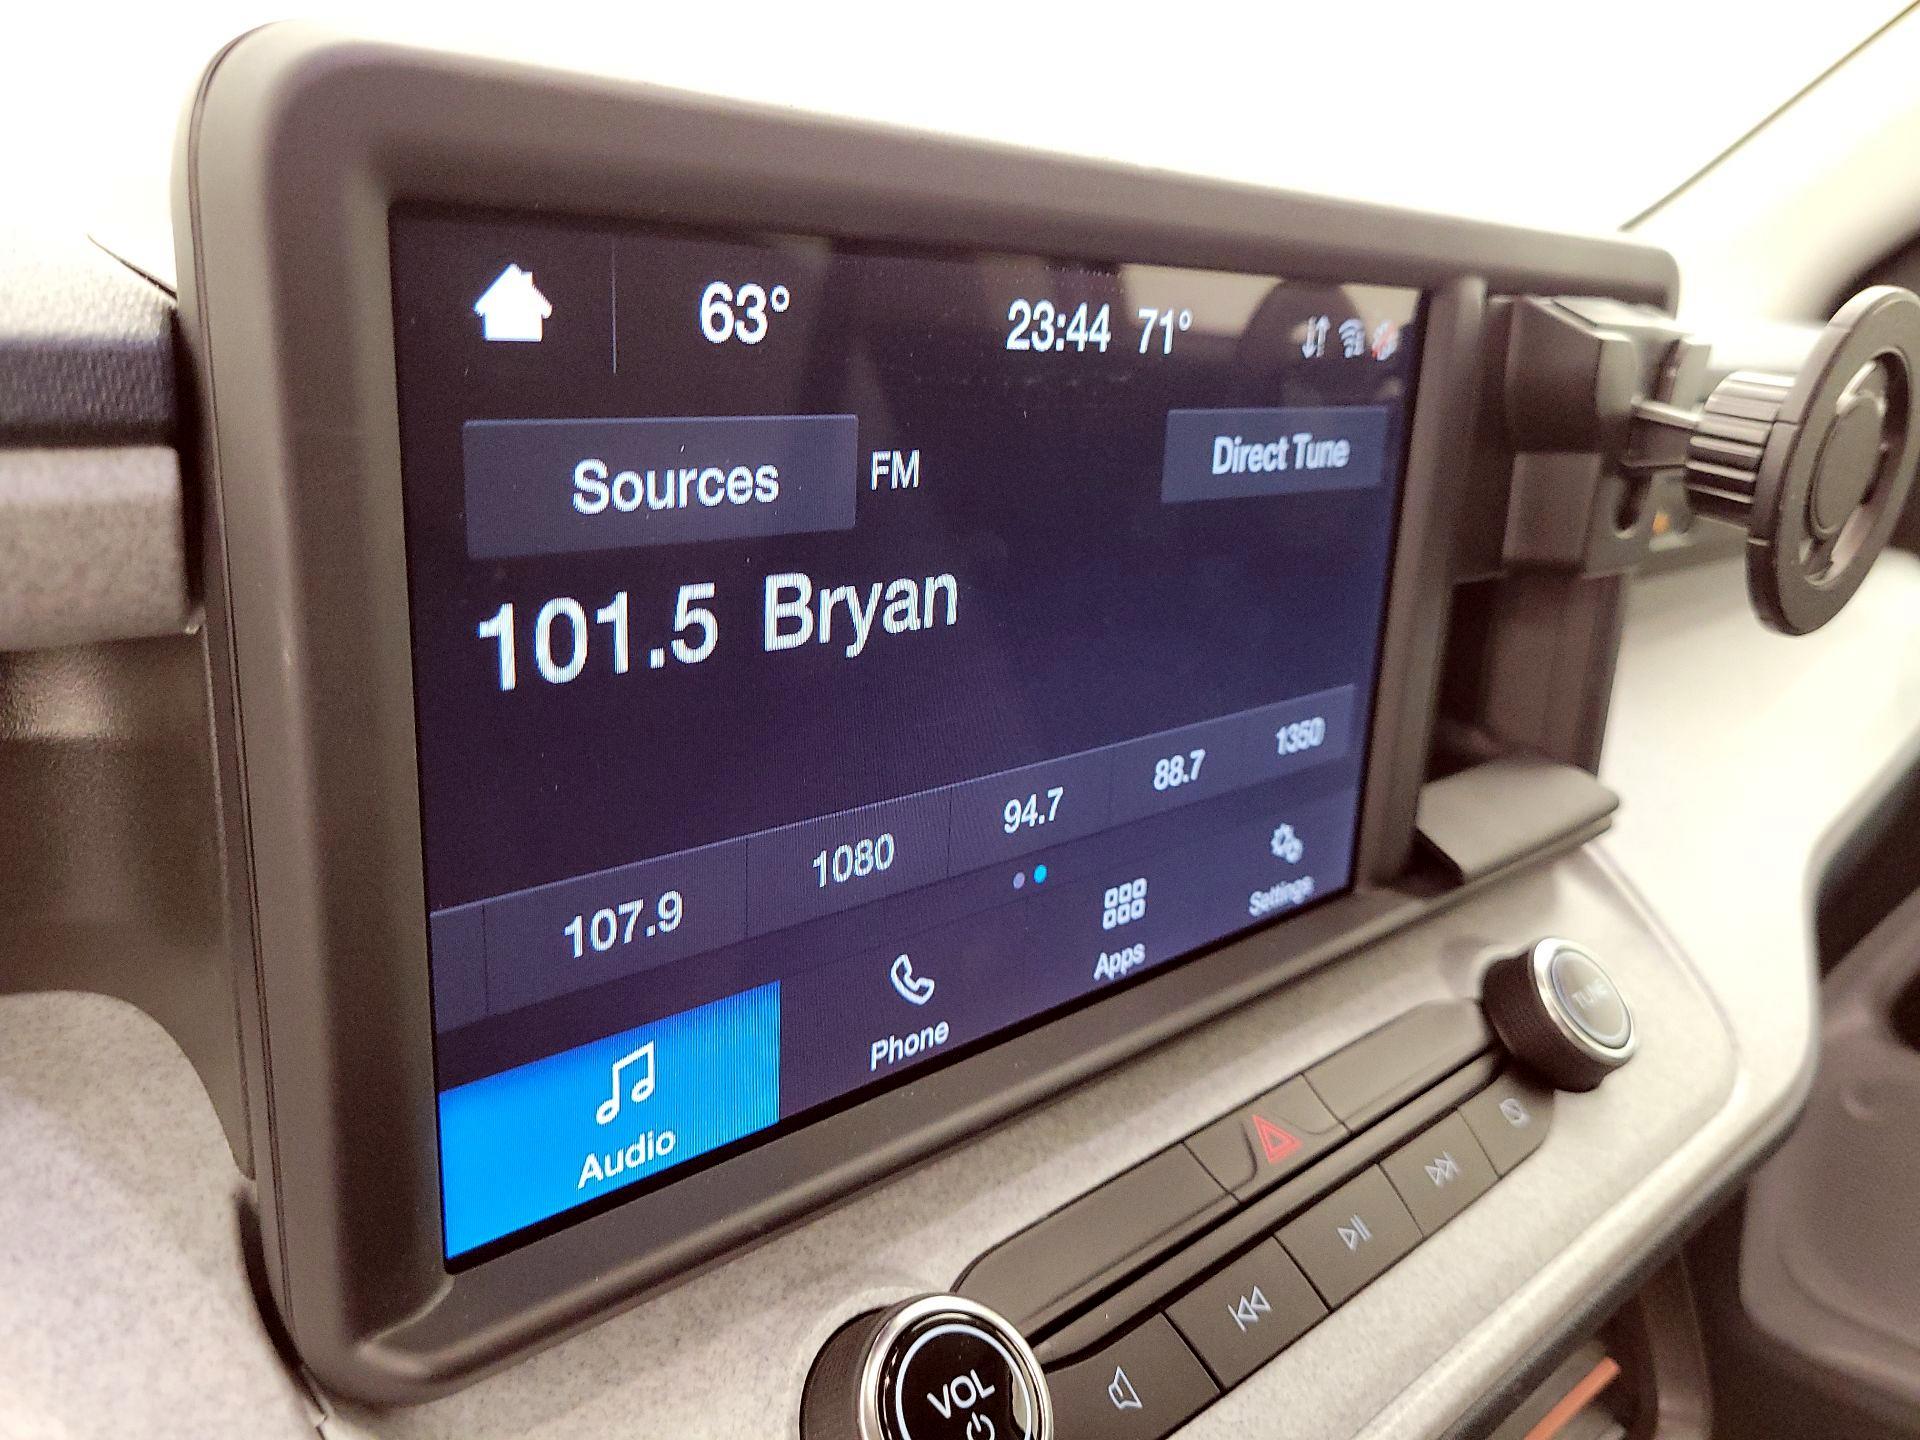 63° 23:44 71°
Sources FM Direct Tune
101.5 Bryan
107.9 1080 94.7 88.7 1350
Audio Phone Apps Settings
TUNE
VOL